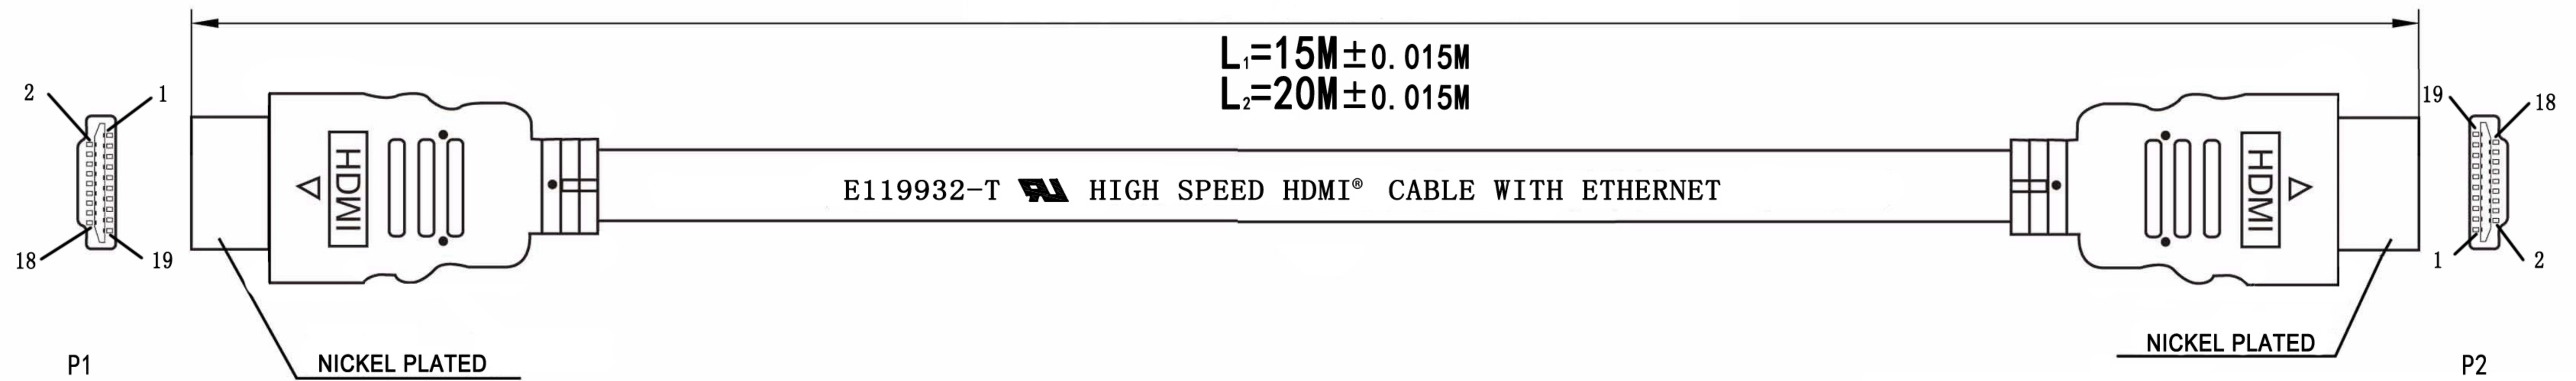 L₁=15M±0.015M
L₂=20M±0.015M
2
1
18
19
HDMI
E119932-T RU HIGH SPEED HDMI® CABLE WITH ETHERNET
HDMI
19
18
1
2
NICKEL PLATED
NICKEL PLATED
P1
P2